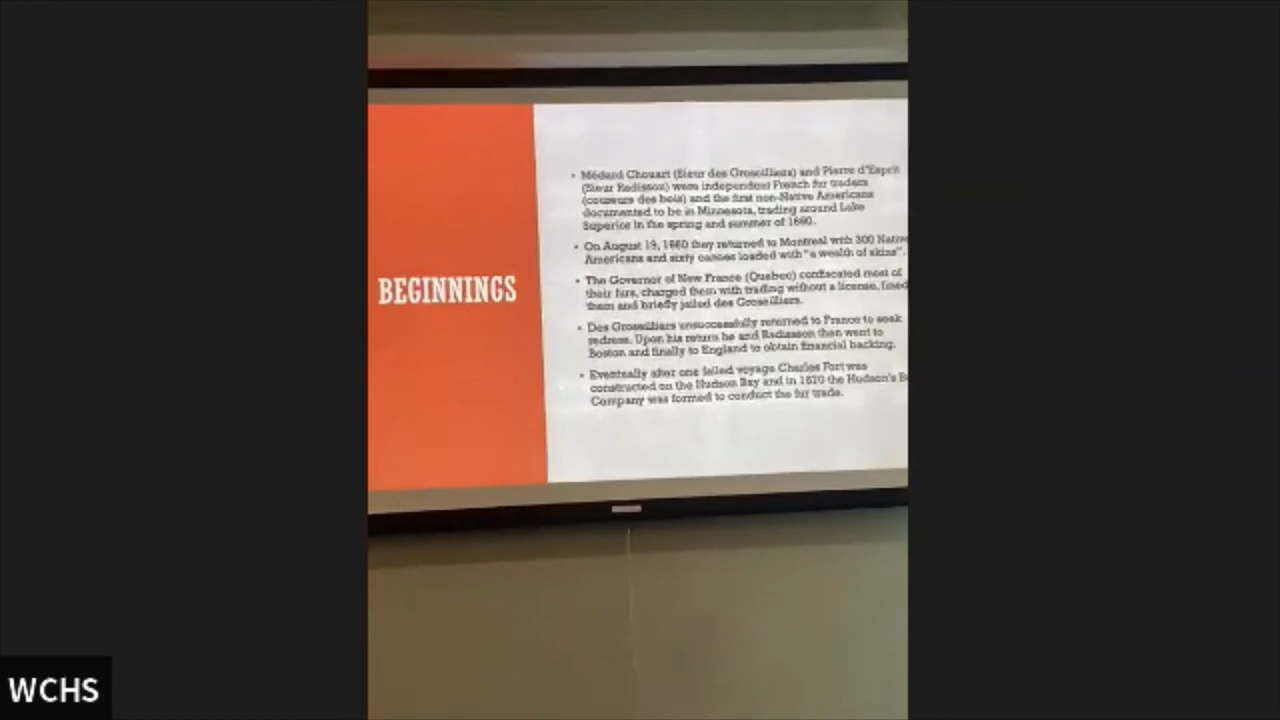 BEGINNINGS
• Médard Chouart (Sieur des Groseilliers) and Pierre d'Esprit
(Sieur Radisson) were independent French fur traders
(coureurs des bois) and the first non-Native Americans
documented to be in Minnesota, trading around Lake
Superior in the spring and summer of 1660.
• On August 19, 1660 they returned to Montreal with 300 Native
Americans and sixty canoes loaded with "a wealth of skins".
• The Governor of New France (Quebec) confiscated most of
their furs, charged them with trading without a license, fined
them and briefly jailed des Groseilliers.
• Des Groseilliers unsuccessfully returned to France to seek
redress. Upon his return he and Radisson then went to
Boston and finally to England to obtain financial backing.
• Eventually after one failed voyage Charles Fort was
constructed on the Hudson Bay and in 1670 the Hudson's B
Company was formed to conduct the fur trade.
WCHS